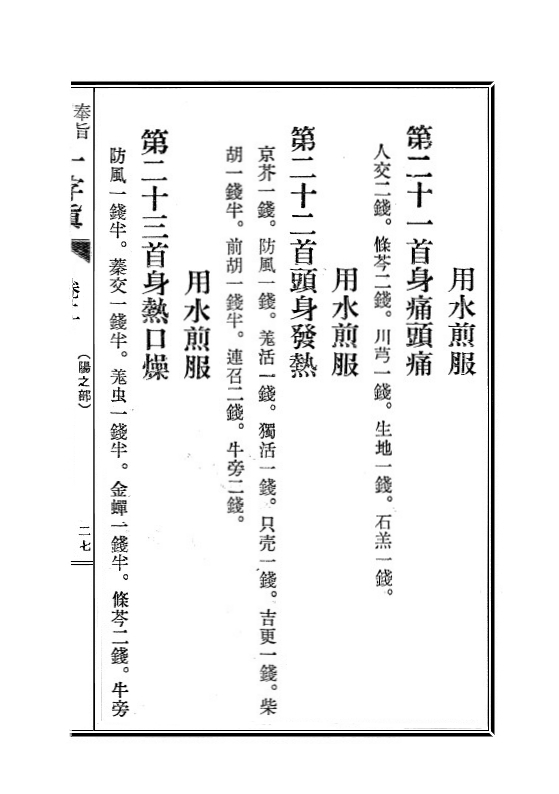 用水煎服
第二十一首身痛頭痛
人交二錢。條芩二錢。川芎一錢。生地一錢。石羔一錢。
用水煎服
第二十二首頭身發熱
京芥一錢。防風一錢。羗活一錢。獨活一錢。只壳一錢。吉更一錢。柴
胡一錢半。前胡一錢半。連召二錢。牛旁二錢。
用水煎服
第二十三首身熱口燥
防風一錢半。蓁交一錢半。羗虫一錢半。金蟬一錢半。條芩二錢。牛旁
奉旨
(陽之部)
二七